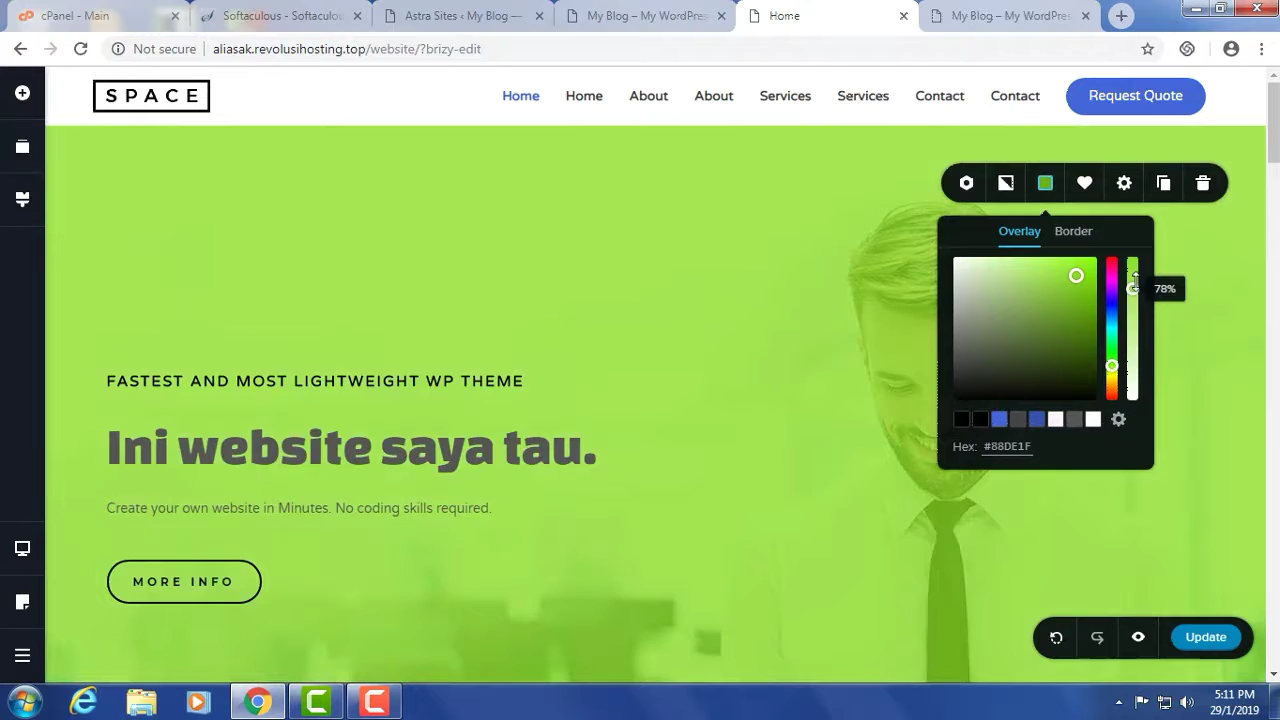 cPanel - Main
Softaculous - Softaculou
Astra Sites ‹ My Blog —
My Blog – My WordPres
Home
My Blog – My WordPres
Not secure
aliasak.revolusihosting.top/website/?brizy-edit
SPACE
Home
Home
About
About
Services
Services
Contact
Contact
Request Quote
Overlay
Border
78%
Hex: #88DE1F
FASTEST AND MOST LIGHTWEIGHT WP THEME
Ini website saya tau.
Create your own website in Minutes. No coding skills required.
MORE INFO
Update
5:11 PM
29/1/2019